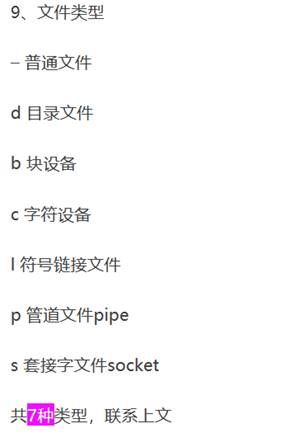 9、文件类型
– 普通文件
d 目录文件
b 块设备
c 字符设备
l 符号链接文件
p 管道文件pipe
s 套接字文件socket
共7种类型，联系上文